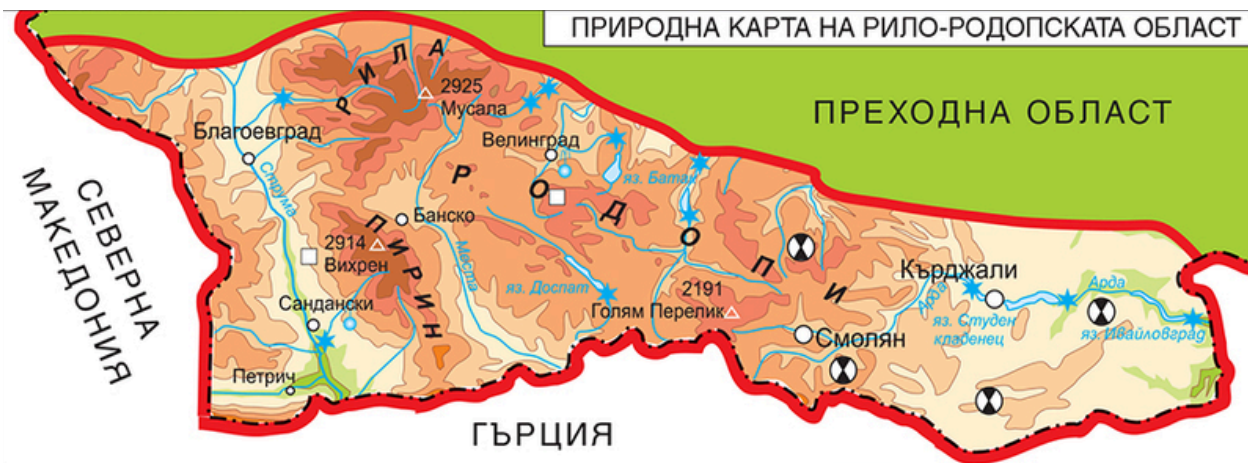 ПРИРОДНА КАРТА НА РИЛО-РОДОПСКАТА ОБЛАСТ
ПРЕХОДНА ОБЛАСТ
РИЛА
2925
Мусала
Благоевград
Велинград
Струма
РОДОПИ
яз. Батак
СЕВЕРНА
МАКЕДОНИЯ
Банско
ПИРИН
2914
Вихрен
Места
Кърджали
Арда
Арда
яз. Доспат
2191
Голям Перелик
Сандански
яз. Студен
кладенец
яз. Ивайловград
Смолян
Петрич
ГЪРЦИЯ